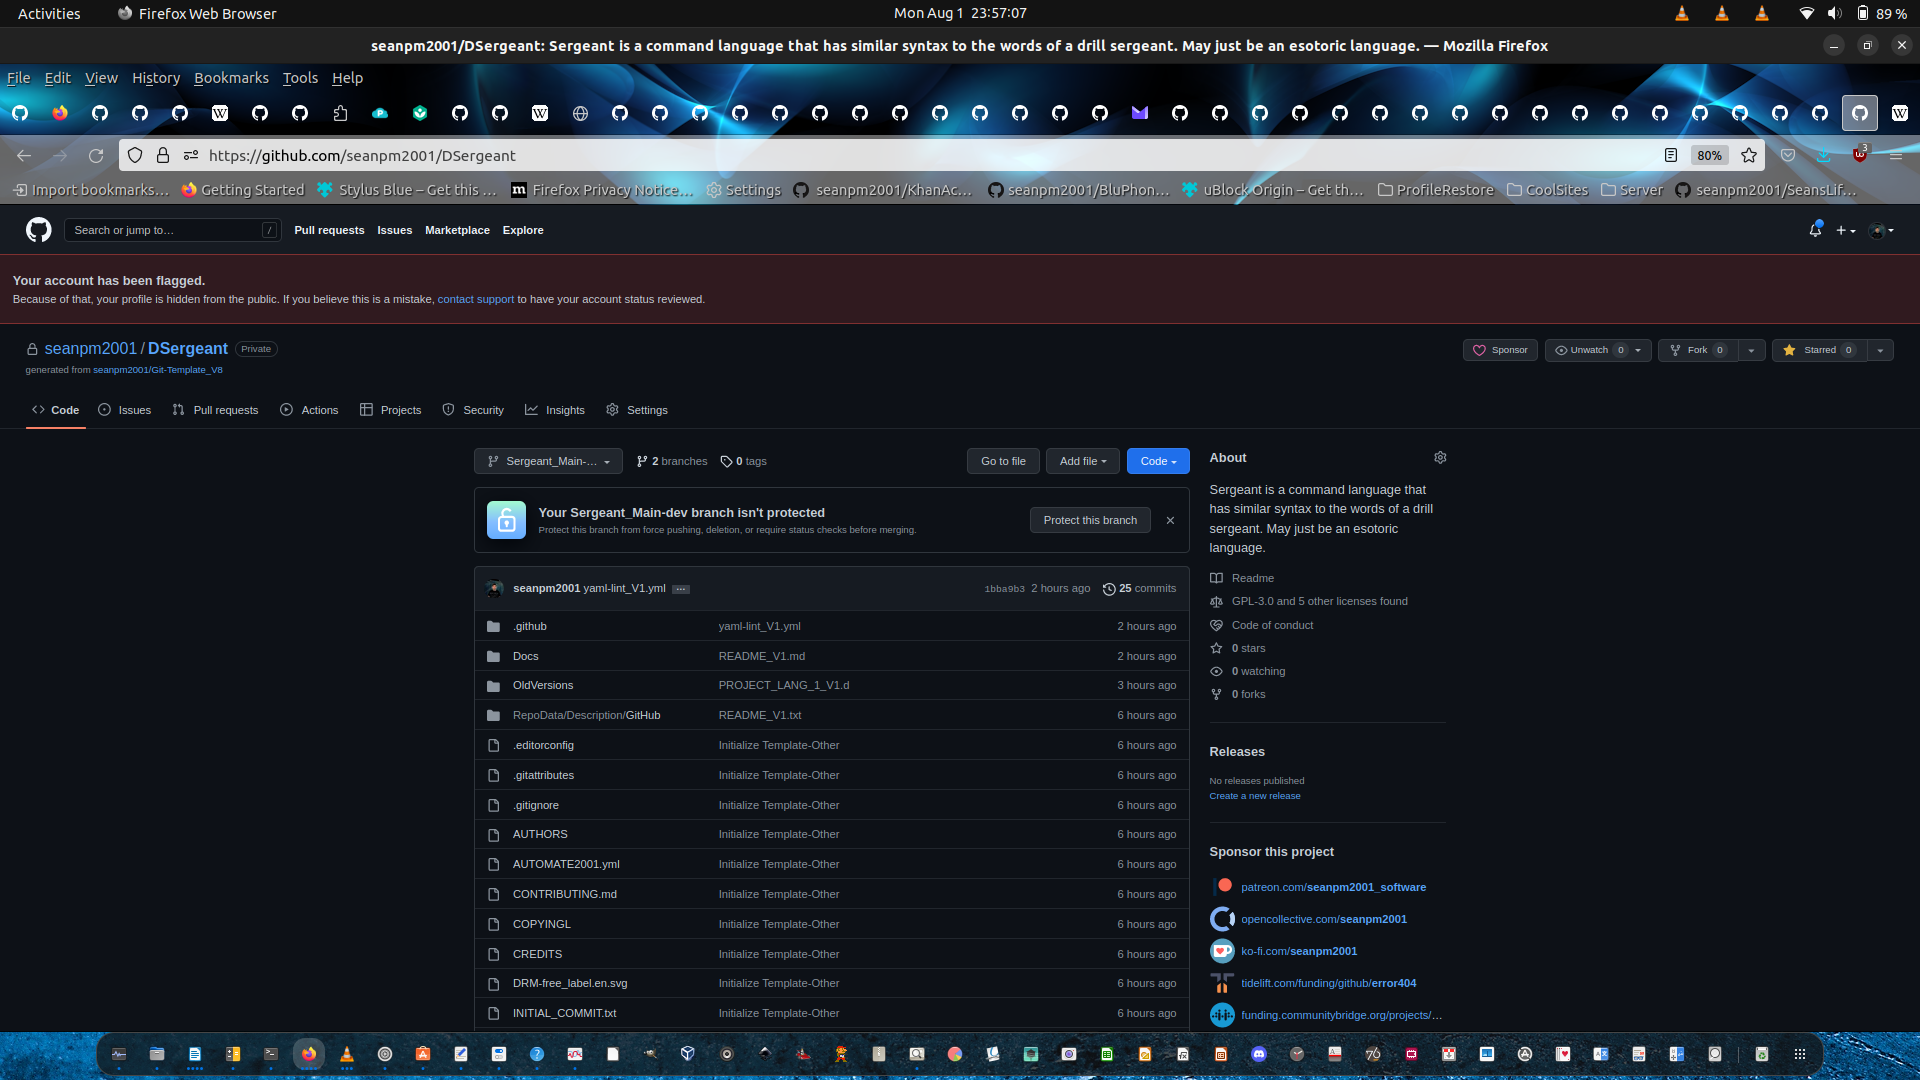 Activities
Firefox Web Browser
Mon Aug 1 23:57:07
89 %
seanpm2001/DSergeant: Sergeant is a command language that has similar syntax to the words of a drill sergeant. May just be an esotoric language. — Mozilla Firefox
File Edit View History Bookmarks Tools Help
https://github.com/seanpm2001/DSergeant
80%
3
Import bookmarks…
Getting Started
Stylus Blue – Get this …
Firefox Privacy Notice…
Settings
seanpm2001/KhanAc…
seanpm2001/BluPhon…
uBlock Origin – Get th…
ProfileRestore
CoolSites
Server
seanpm2001/SeansLif…
Search or jump to…
/
Pull requests
Issues
Marketplace
Explore
Your account has been flagged.
Because of that, your profile is hidden from the public. If you believe this is a mistake, contact support to have your account status reviewed.
seanpm2001 / DSergeant Private
generated from seanpm2001/Git-Template_V8
Sponsor
Unwatch 0
Fork 0
Starred 0
Code
Issues
Pull requests
Actions
Projects
Security
Insights
Settings
Sergeant_Main-…
2 branches
0 tags
Go to file
Add file
Code
Your Sergeant_Main-dev branch isn't protected
Protect this branch from force pushing, deletion, or require status checks before merging.
Protect this branch
seanpm2001 yaml-lint_V1.yml …
1bba9b3 2 hours ago
25 commits
.github yaml-lint_V1.yml 2 hours ago
Docs README_V1.md 2 hours ago
OldVersions PROJECT_LANG_1_V1.d 3 hours ago
RepoData/Description/GitHub README_V1.txt 6 hours ago
.editorconfig Initialize Template-Other 6 hours ago
.gitattributes Initialize Template-Other 6 hours ago
.gitignore Initialize Template-Other 6 hours ago
AUTHORS Initialize Template-Other 6 hours ago
AUTOMATE2001.yml Initialize Template-Other 6 hours ago
CONTRIBUTING.md Initialize Template-Other 6 hours ago
COPYINGL Initialize Template-Other 6 hours ago
CREDITS Initialize Template-Other 6 hours ago
DRM-free_label.en.svg Initialize Template-Other 6 hours ago
INITIAL_COMMIT.txt Initialize Template-Other 6 hours ago
About
Sergeant is a command language that
has similar syntax to the words of a drill
sergeant. May just be an esotoric
language.
Readme
GPL-3.0 and 5 other licenses found
Code of conduct
0 stars
0 watching
0 forks
Releases
No releases published
Create a new release
Sponsor this project
patreon.com/seanpm2001_software
opencollective.com/seanpm2001
ko-fi.com/seanpm2001
tidelift.com/funding/github/error404
funding.communitybridge.org/projects/…